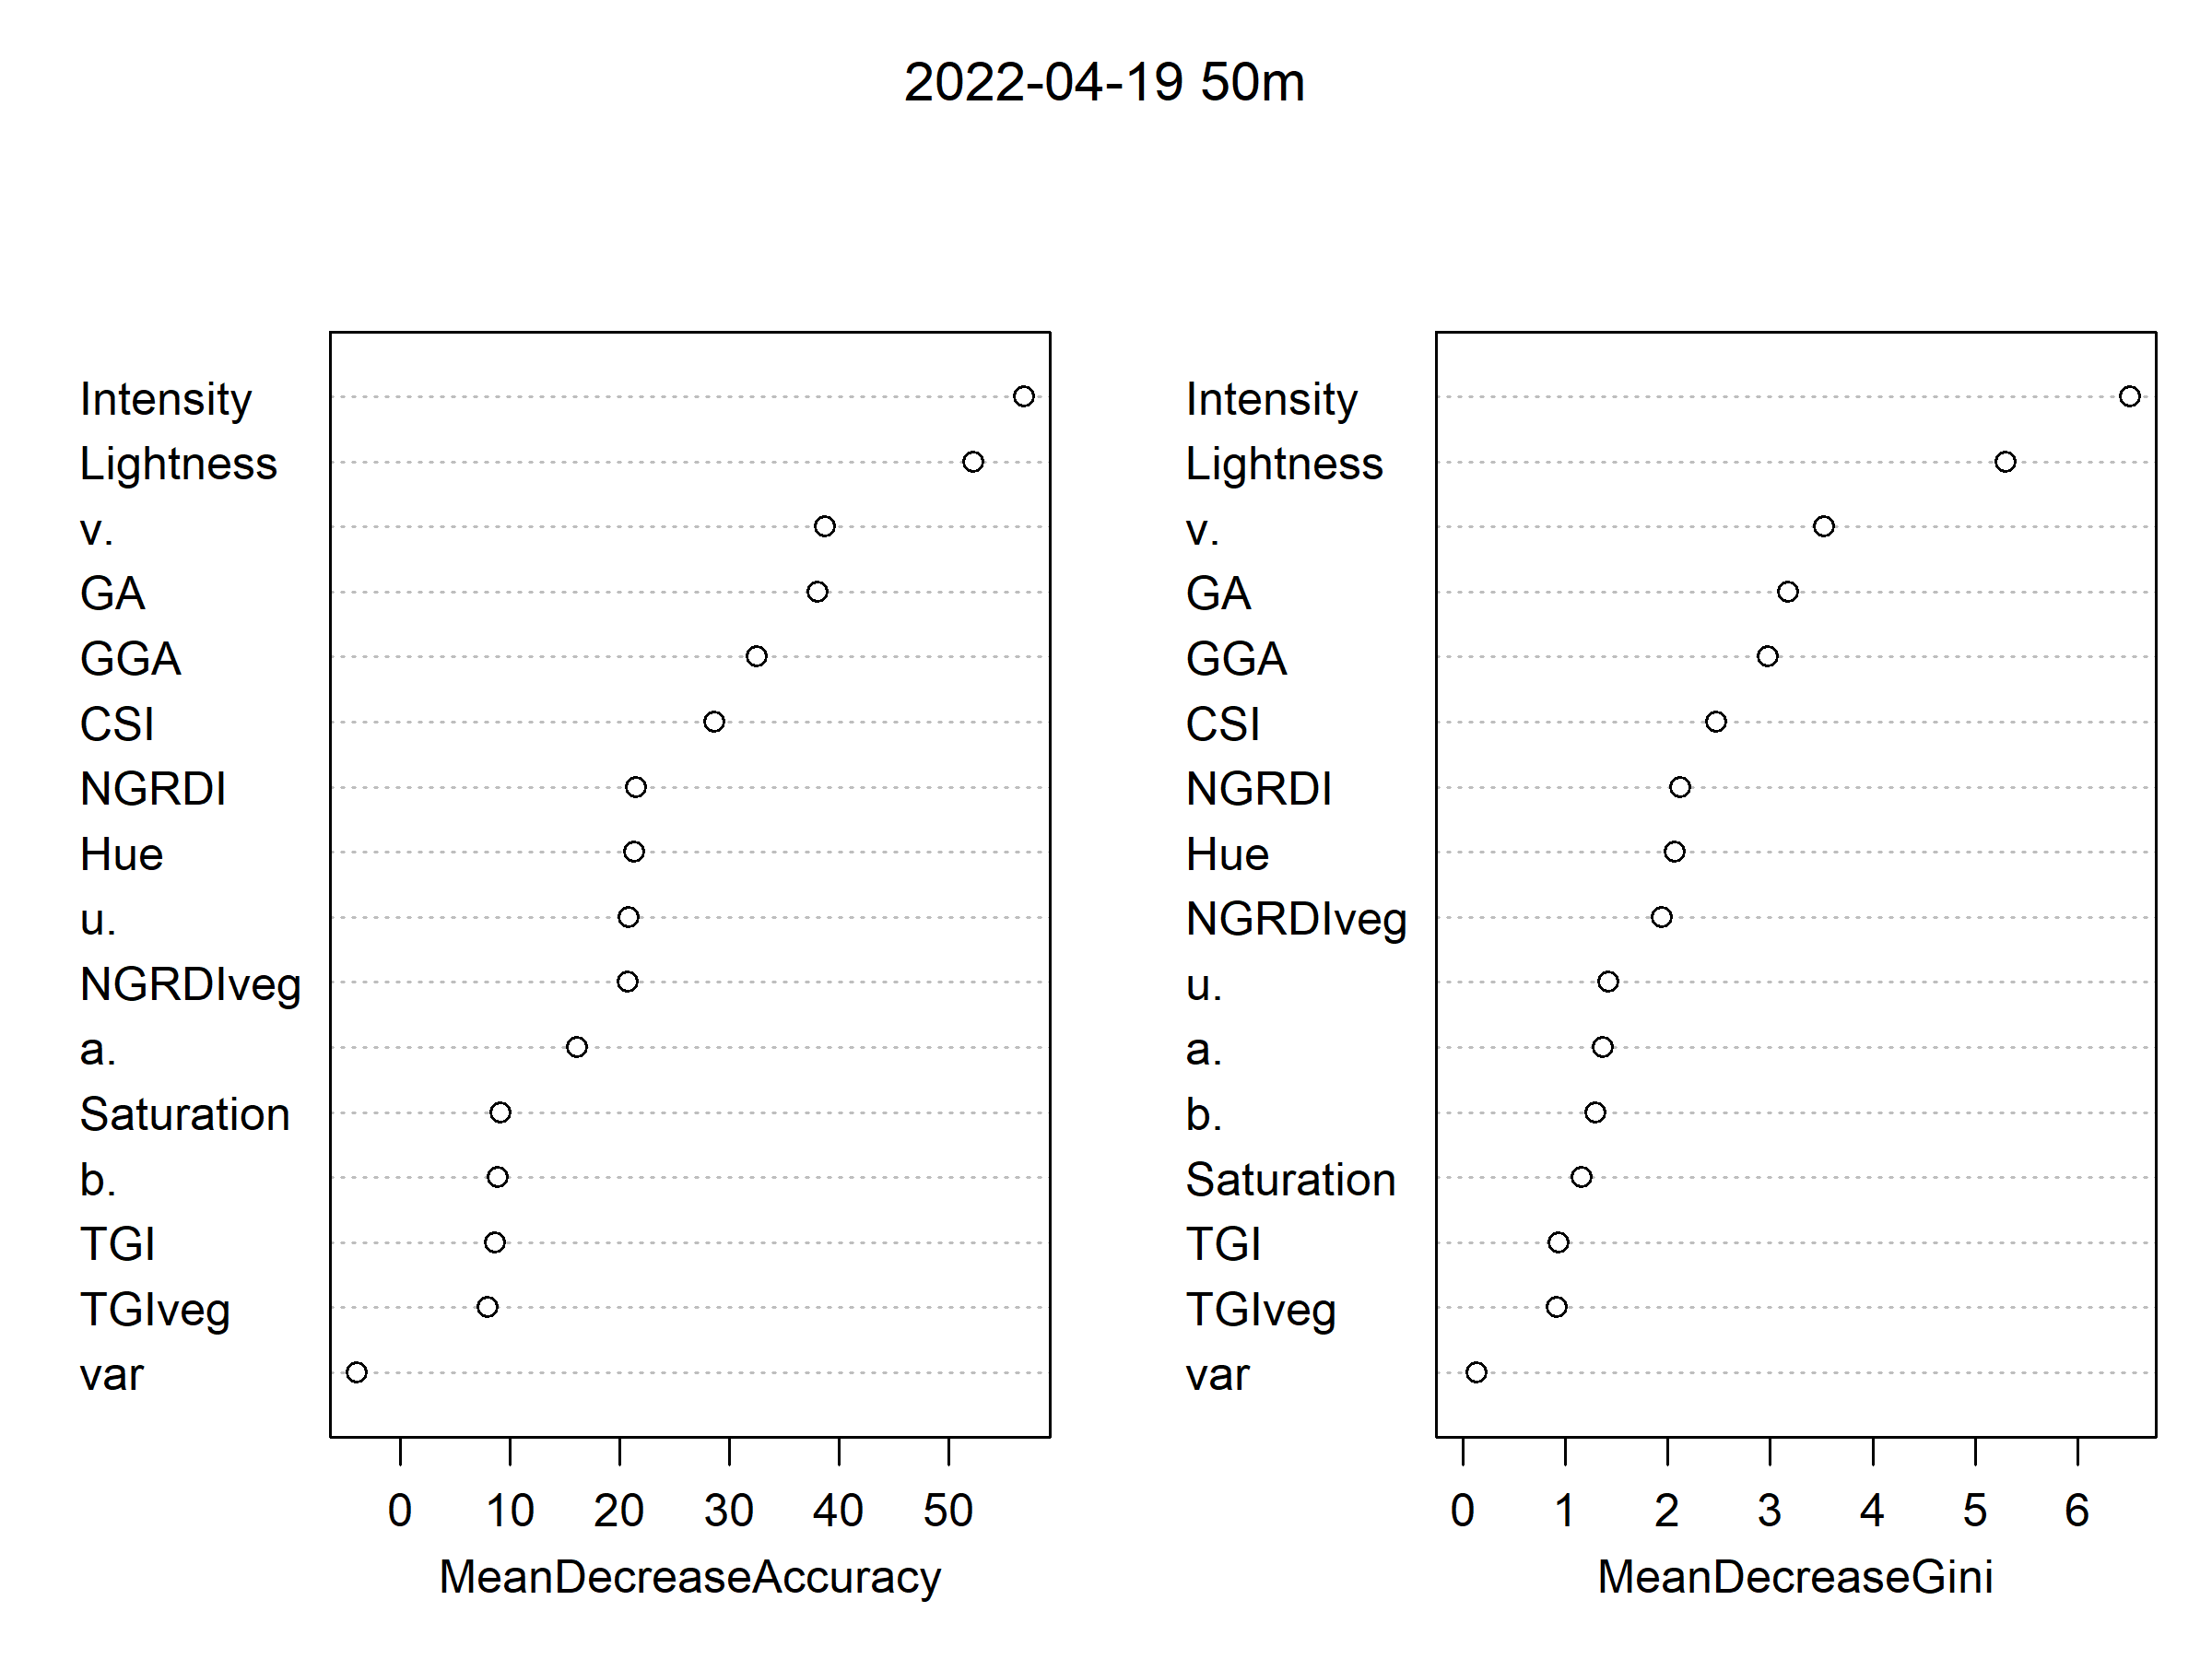 2022-04-19 50m
Intensity
Lightness
v.
GA
GGA
CSI
NGRDI
Hue
u.
NGRDIveg
a.
Saturation
b.
TGI
TGIveg
var
0 10 20 30 40 50
MeanDecreaseAccuracy
Intensity
Lightness
v.
GA
GGA
CSI
NGRDI
Hue
NGRDIveg
u.
a.
b.
Saturation
TGI
TGIveg
var
0 1 2 3 4 5 6
MeanDecreaseGini